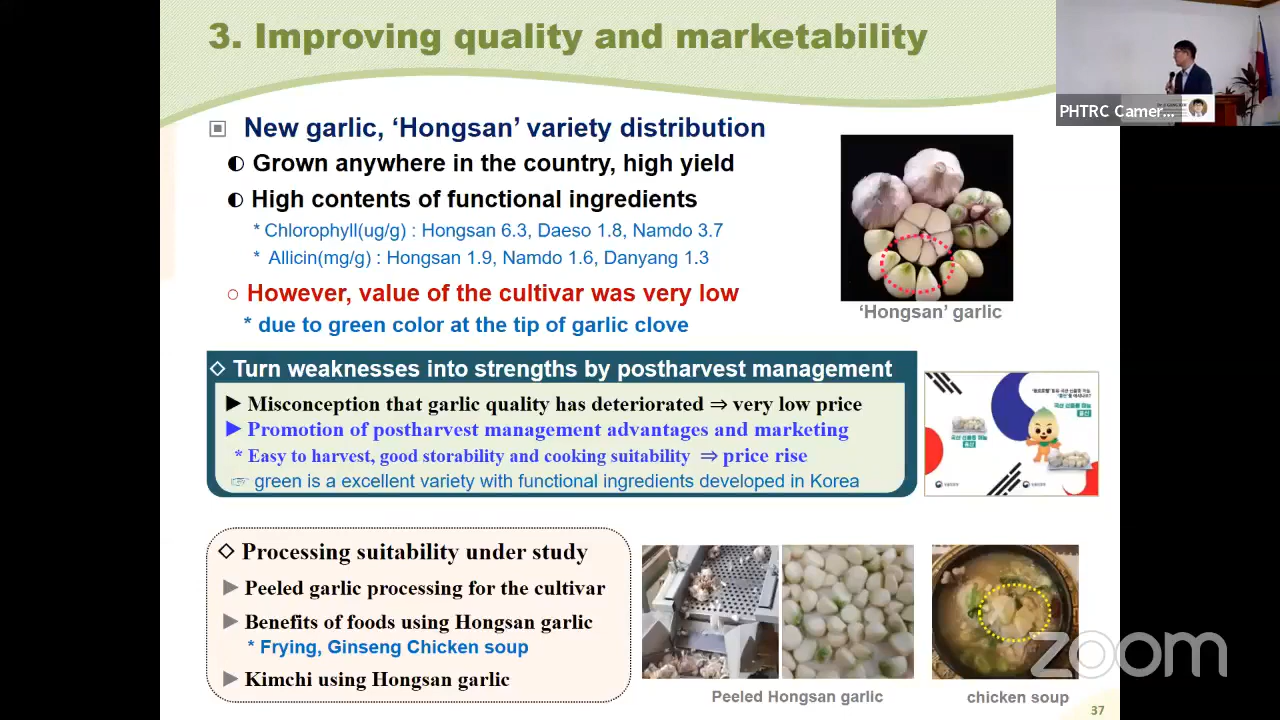 3. Improving quality and marketability
PHTRC Camer...
New garlic, ‘Hongsan’ variety distribution
Grown anywhere in the country, high yield
High contents of functional ingredients
* Chlorophyll(ug/g) : Hongsan 6.3, Daeso 1.8, Namdo 3.7
* Allicin(mg/g) : Hongsan 1.9, Namdo 1.6, Danyang 1.3
However, value of the cultivar was very low
* due to green color at the tip of garlic clove
‘Hongsan’ garlic
Turn weaknesses into strengths by postharvest management
Misconception that garlic quality has deteriorated ⇒ very low price
Promotion of postharvest management advantages and marketing
* Easy to harvest, good storability and cooking suitability ⇒ price rise
☞ green is a excellent variety with functional ingredients developed in Korea
Processing suitability under study
Peeled garlic processing for the cultivar
Benefits of foods using Hongsan garlic
* Frying, Ginseng Chicken soup
Kimchi using Hongsan garlic
Peeled Hongsan garlic
chicken soup
zoom
37